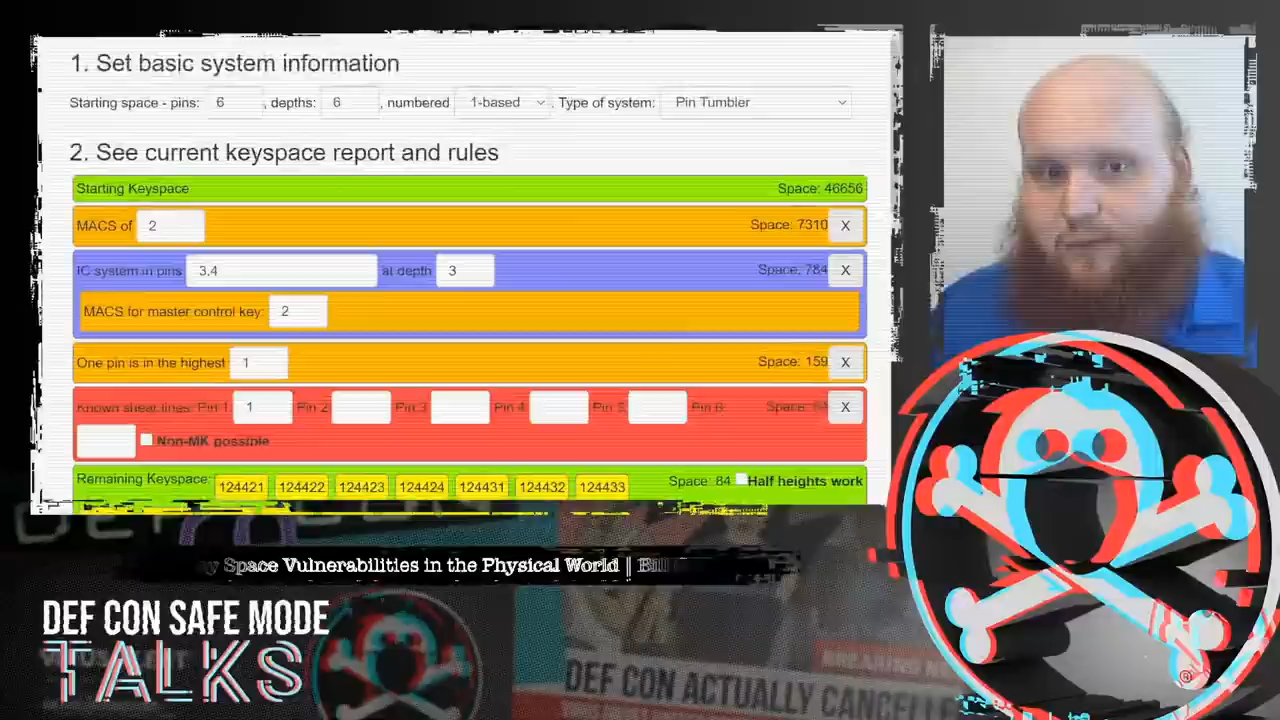 1. Set basic system information
Starting space - pins: 6 , depths: 6 , numbered 1-based . Type of system: Pin Tumbler
2. See current keyspace report and rules
Starting Keyspace Space: 46656
MACS of 2 Space: 7310 X
IC system in pins 3,4 at depth 3 Space: 784 X
MACS for master control key: 2
One pin is in the highest 1 Space: 159 X
Known shear lines: Pin 1: 1 Pin 2: Pin 3: Pin 4: Pin 5: Pin 6: Space: 84 X
Non-MK possible
Remaining Keyspace: 124421 124422 124423 124424 124431 124432 124433 Space: 84 Half heights work
Space Vulnerabilities in the Physical World | Bill
DEF CON SAFE MODE
TALKS
BREAKING
DEF CON ACTUALLY CANCELLE